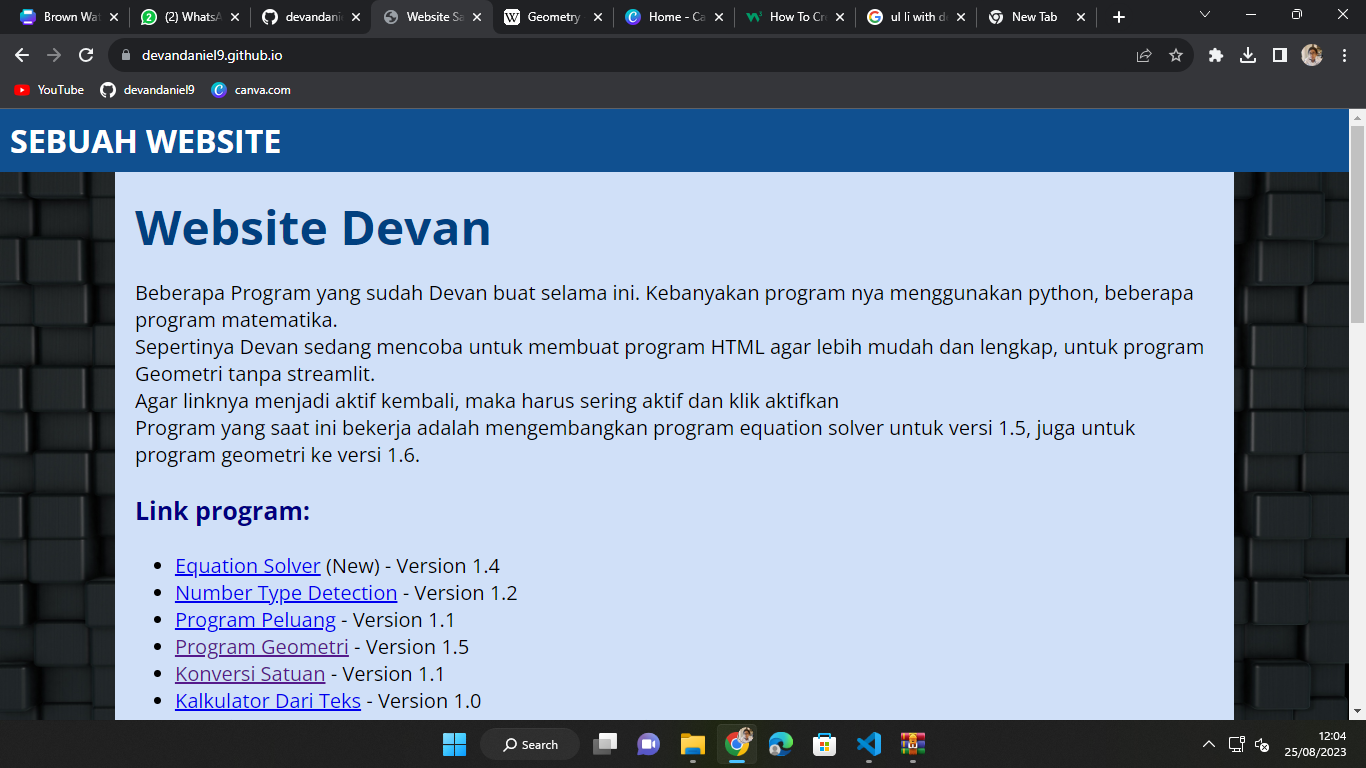 Brown Wat
(2) WhatsA
devandanie
Website Sa
Geometry
Home - Ca
How To Cr
ul li with de
New Tab
devandaniel9.github.io
YouTube
devandaniel9
canva.com
SEBUAH WEBSITE
Website Devan
Beberapa Program yang sudah Devan buat selama ini. Kebanyakan program nya menggunakan python, beberapa
program matematika.
Sepertinya Devan sedang mencoba untuk membuat program HTML agar lebih mudah dan lengkap, untuk program
Geometri tanpa streamlit.
Agar linknya menjadi aktif kembali, maka harus sering aktif dan klik aktifkan
Program yang saat ini bekerja adalah mengembangkan program equation solver untuk versi 1.5, juga untuk
program geometri ke versi 1.6.
Link program:
Equation Solver (New) - Version 1.4
Number Type Detection - Version 1.2
Program Peluang - Version 1.1
Program Geometri - Version 1.5
Konversi Satuan - Version 1.1
Kalkulator Dari Teks - Version 1.0
Search
12:04
25/08/2023